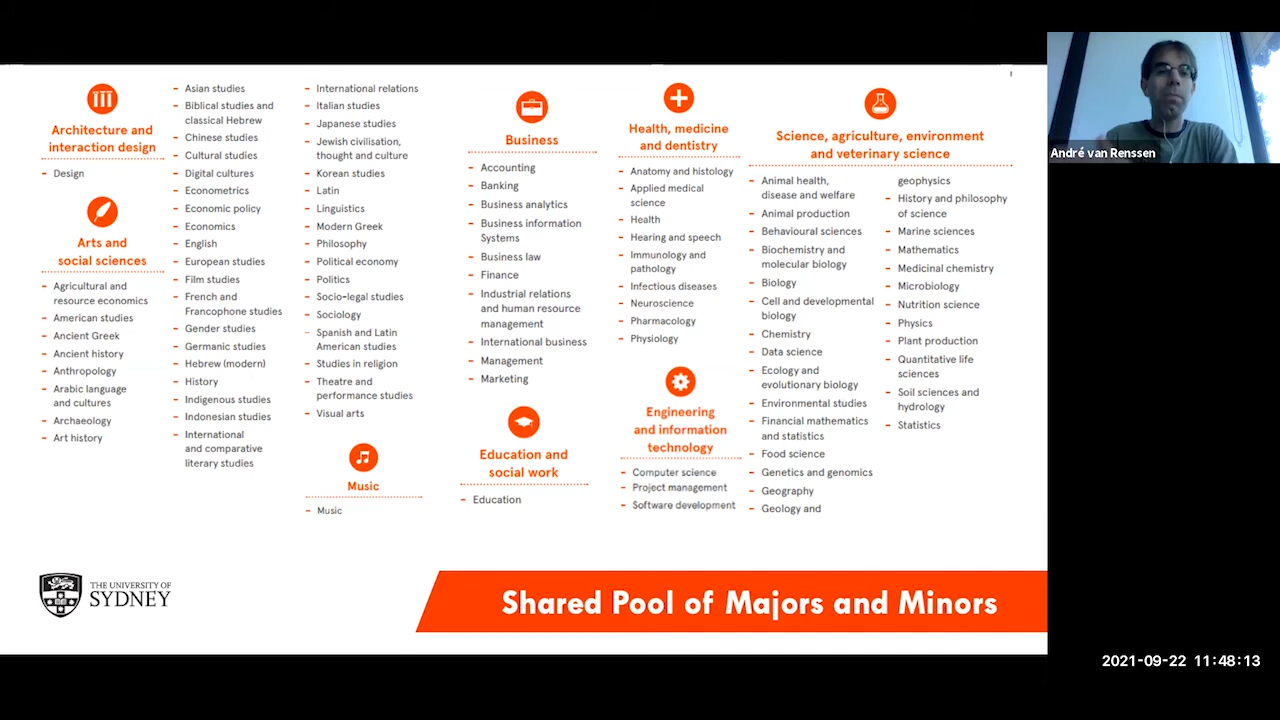 Architecture and
interaction design
- Design
Arts and
social sciences
- Agricultural and
resource economics
- American studies
- Ancient Greek
- Ancient history
- Anthropology
- Arabic language
and cultures
- Archaeology
- Art history
- Asian studies
- Biblical studies and
classical Hebrew
- Chinese studies
- Cultural studies
- Digital cultures
- Econometrics
- Economic policy
- Economics
- English
- European studies
- Film studies
- French and
Francophone studies
- Gender studies
- Germanic studies
- Hebrew (modern)
- History
- Indigenous studies
- Indonesian studies
- International
and comparative
literary studies
- International relations
- Italian studies
- Japanese studies
- Jewish civilisation,
thought and culture
- Korean studies
- Latin
- Linguistics
- Modern Greek
- Philosophy
- Political economy
- Politics
- Socio-legal studies
- Sociology
- Spanish and Latin
American studies
- Studies in religion
- Theatre and
performance studies
- Visual arts
Music
- Music
Business
- Accounting
- Banking
- Business analytics
- Business information
Systems
- Business law
- Finance
- Industrial relations
and human resource
management
- International business
- Management
- Marketing
Education and
social work
- Education
Health, medicine
and dentistry
- Anatomy and histology
- Applied medical
science
- Health
- Hearing and speech
- Immunology and
pathology
- Infectious diseases
- Neuroscience
- Pharmacology
- Physiology
Engineering
and information
technology
- Computer science
- Project management
- Software development
Science, agriculture, environment
and veterinary science
- Animal health,
disease and welfare
- Animal production
- Behavioural sciences
- Biochemistry and
molecular biology
- Biology
- Cell and developmental
biology
- Chemistry
- Data science
- Ecology and
evolutionary biology
- Environmental studies
- Financial mathematics
and statistics
- Food science
- Genetics and genomics
- Geography
- Geology and
geophysics
- History and philosophy
of science
- Marine sciences
- Mathematics
- Medicinal chemistry
- Microbiology
- Nutrition science
- Physics
- Plant production
- Quantitative life
sciences
- Soil sciences and
hydrology
- Statistics
THE UNIVERSITY OF
SYDNEY
Shared Pool of Majors and Minors
André van Renssen
2021-09-22 11:48:13